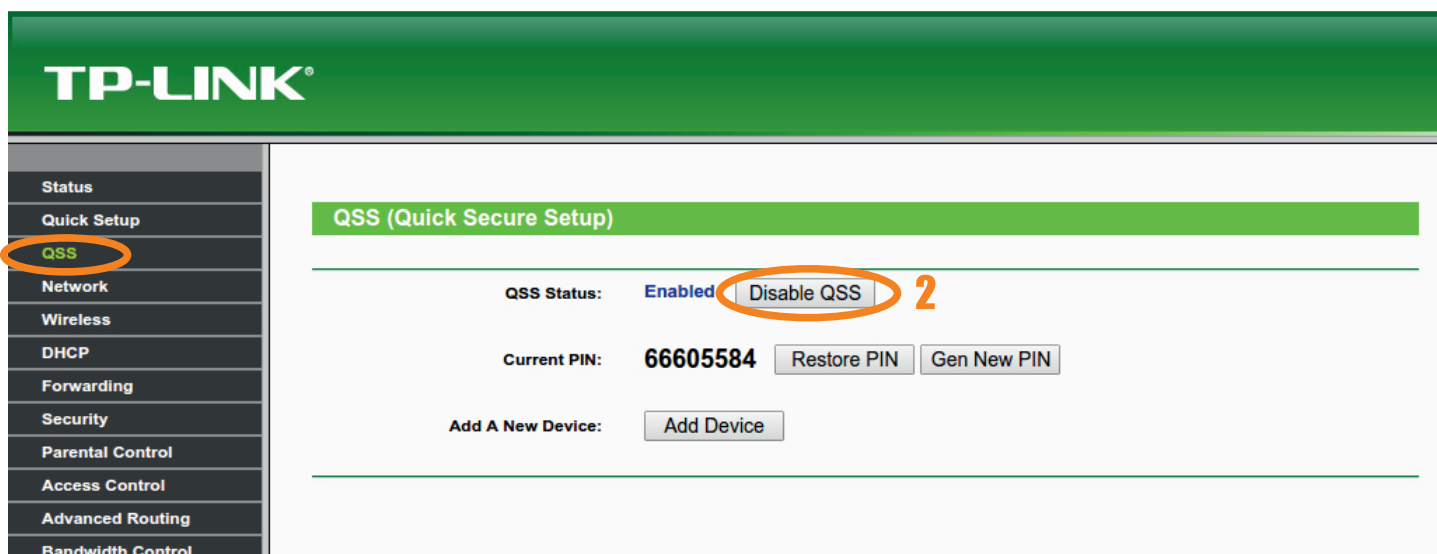 TP-LINK®
Status
Quick Setup
QSS
Network
Wireless
DHCP
Forwarding
Security
Parental Control
Access Control
Advanced Routing
Bandwidth Control
QSS (Quick Secure Setup)
QSS Status: Enabled Disable QSS 2
Current PIN: 66605584 Restore PIN Gen New PIN
Add A New Device: Add Device